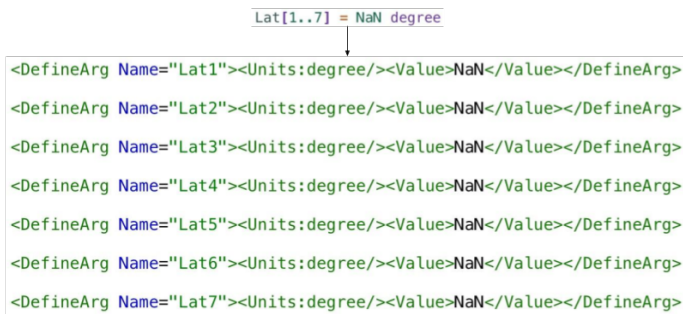 Lat[1..7] = NaN degree
<DefineArg Name="Lat1"><Units:degree/><Value>NaN</Value></DefineArg>
<DefineArg Name="Lat2"><Units:degree/><Value>NaN</Value></DefineArg>
<DefineArg Name="Lat3"><Units:degree/><Value>NaN</Value></DefineArg>
<DefineArg Name="Lat4"><Units:degree/><Value>NaN</Value></DefineArg>
<DefineArg Name="Lat5"><Units:degree/><Value>NaN</Value></DefineArg>
<DefineArg Name="Lat6"><Units:degree/><Value>NaN</Value></DefineArg>
<DefineArg Name="Lat7"><Units:degree/><Value>NaN</Value></DefineArg>